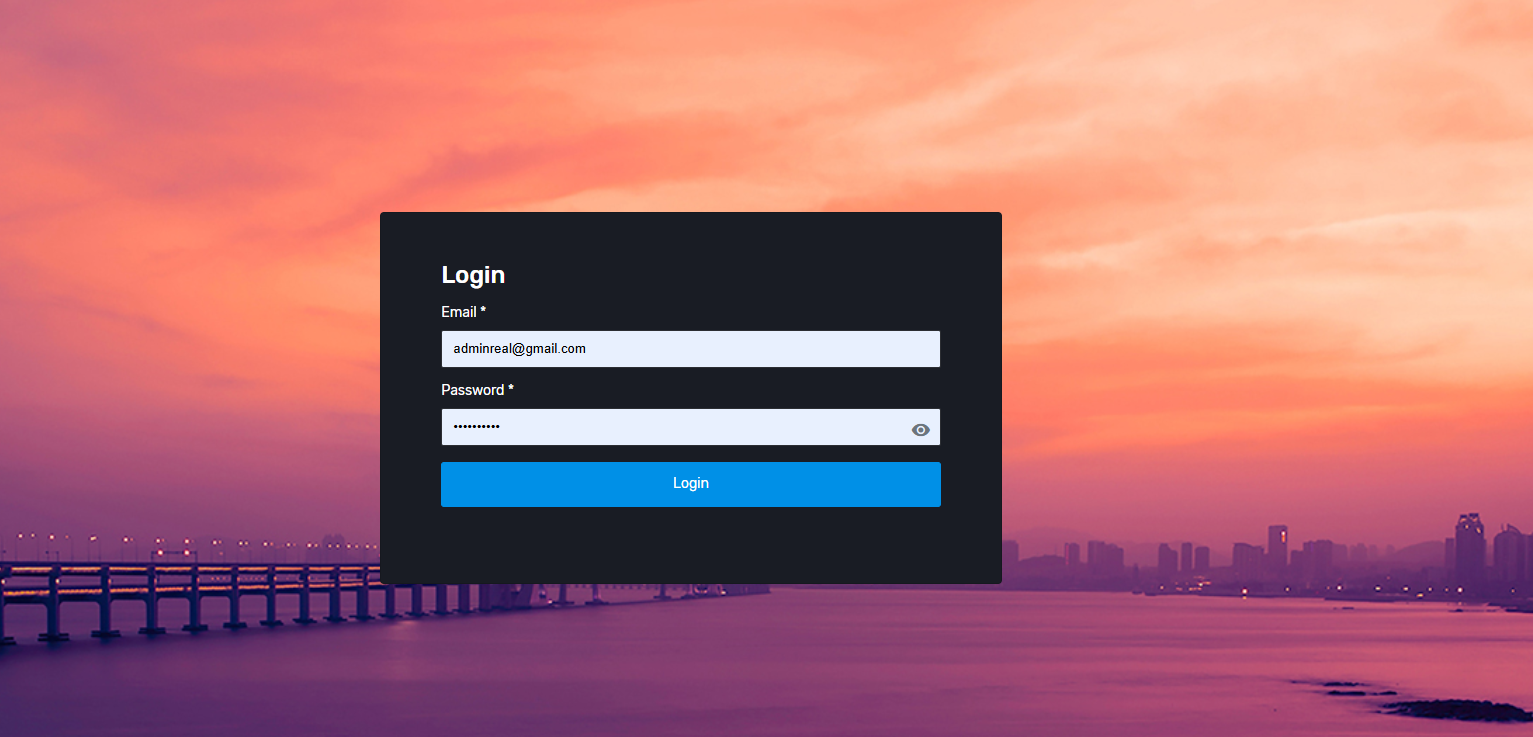 Login
Email *
adminreal@gmail.com
Password *
••••••••••
Login